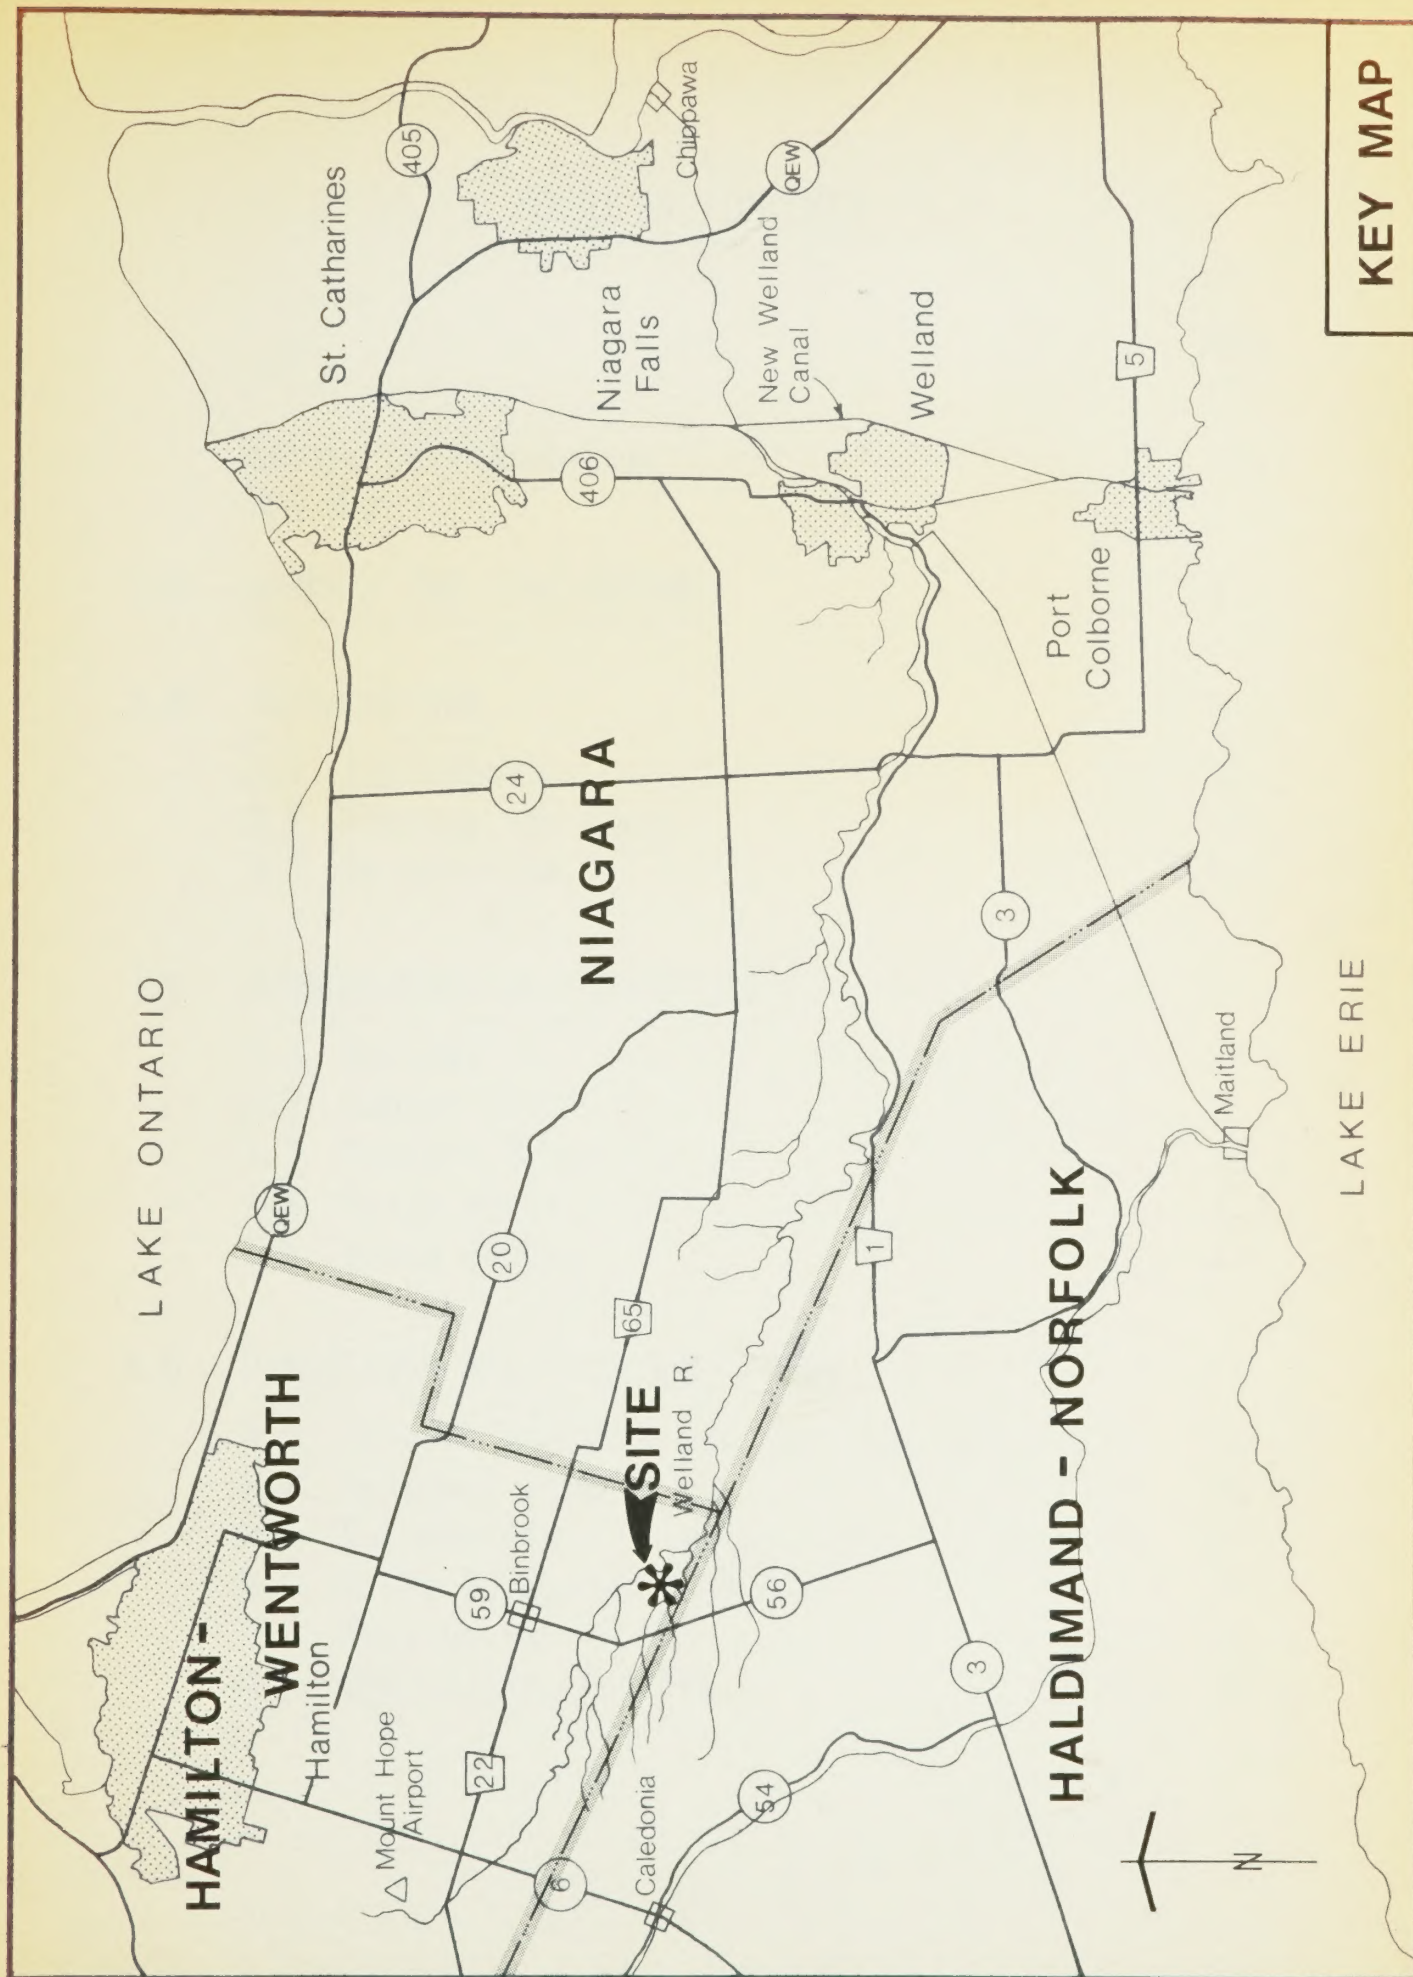 LAKE ONTARIO
HAMILTON -
WENTWORTH
Hamilton
Mount Hope
Airport
22
6
Caledonia
54
59
Binbrook
56
3
SITE
Welland R.
65
20
QEW
1
HALDIMAND - NORFOLK
NIAGARA
24
3
Maitland
LAKE ERIE
St. Catharines
405
406
Niagara
Falls
Chippawa
QEW
New Welland
Canal
Welland
Port
Colborne
5
N
KEY MAP